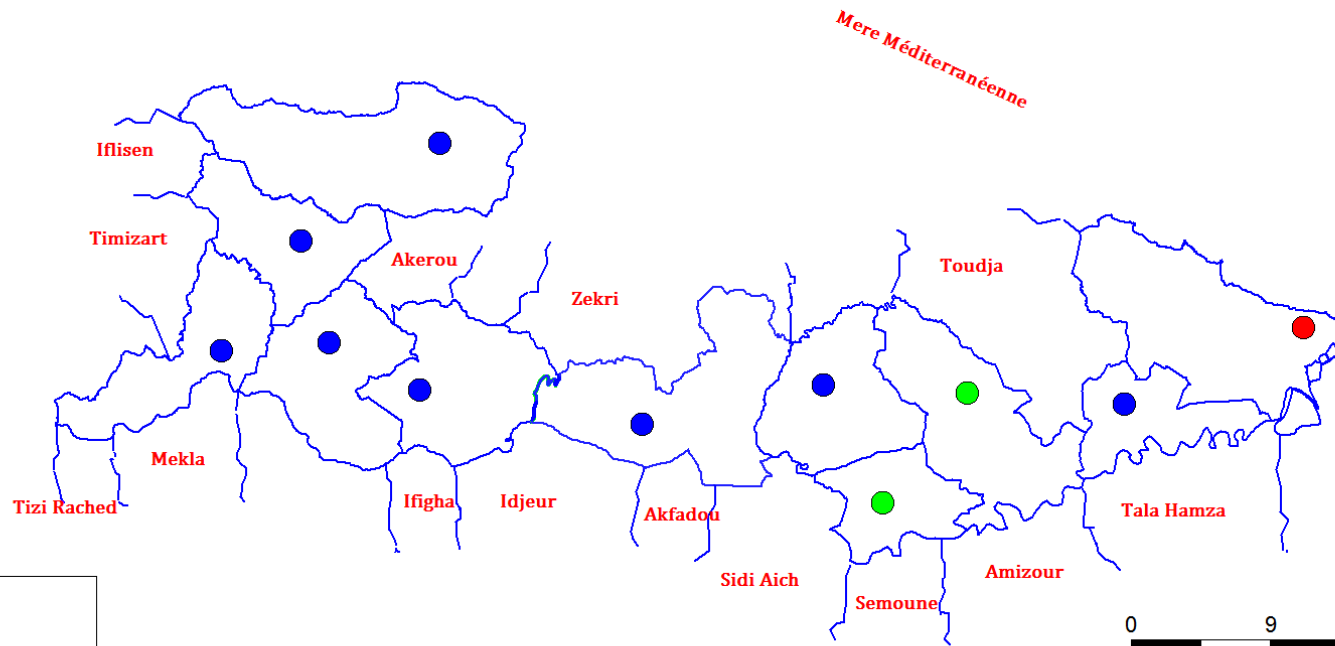 Mere Méditerranéenne
Iflisen
Timizart
Akerou
Toudja
Zekri
Mekla
Tizi Rached
Ifigha
Idjeur
Akfadou
Tala Hamza
Sidi Aich
Amizour
Semoune
0 9